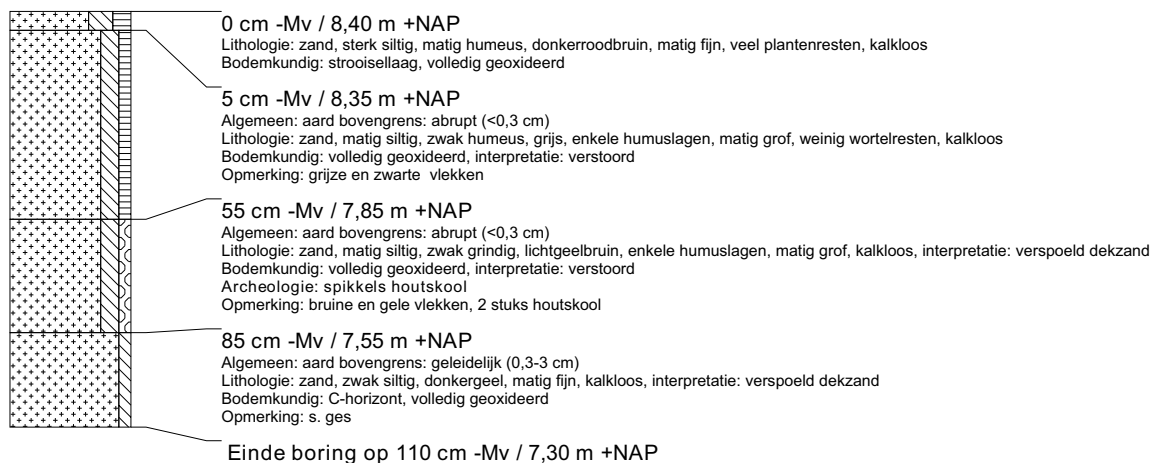 0 cm -Mv / 8,40 m +NAP
Lithologie: zand, sterk siltig, matig humeus, donkerroodbruin, matig fijn, veel plantenresten, kalkloos
Bodemkundig: strooisellaag, volledig geoxideerd
5 cm -Mv / 8,35 m +NAP
Algemeen: aard bovengrens: abrupt (<0,3 cm)
Lithologie: zand, matig siltig, zwak humeus, grijs, enkele humuslagen, matig grof, weinig wortelresten, kalkloos
Bodemkundig: volledig geoxideerd, interpretatie: verstoord
Opmerking: grijze en zwarte vlekken
55 cm -Mv / 7,85 m +NAP
Algemeen: aard bovengrens: abrupt (<0,3 cm)
Lithologie: zand, matig siltig, zwak grindig, lichtgeelbruin, enkele humuslagen, matig grof, kalkloos, interpretatie: verspoeld dekzand
Bodemkundig: volledig geoxideerd, interpretatie: verstoord
Archeologie: spikkels houtskool
Opmerking: bruine en gele vlekken, 2 stuks houtskool
85 cm -Mv / 7,55 m +NAP
Algemeen: aard bovengrens: geleidelijk (0,3-3 cm)
Lithologie: zand, zwak siltig, donkergeel, matig fijn, kalkloos, interpretatie: verspoeld dekzand
Bodemkundig: C-horizont, volledig geoxideerd
Opmerking: s. ges
Einde boring op 110 cm -Mv / 7,30 m +NAP